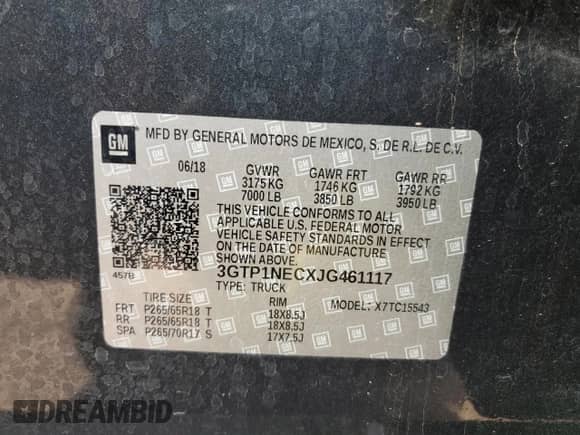 GM
MFD BY GENERAL MOTORS DE MEXICO, S. DE R.L. DE C.V.
06/18 GVWR GAWR FRT GAWR RR
3175 KG 1746 KG 1792 KG
7000 LB 3850 LB 3950 LB
THIS VEHICLE CONFORMS TO ALL
APPLICABLE U.S. FEDERAL MOTOR
VEHICLE SAFETY STANDARDS IN
EFFECT ON THE DATE OF
MANUFACTURE SHOWN ABOVE.
3GTP1NECXJG461117
457B TYPE: TRUCK
TIRE SIZE RIM MODEL: X7TC15543
FRT P265/65R18 T 18X8.5J
RR P265/65R18 T 18X8.5J
SPA P265/70R17 S 17X7.5J
DREAMBID